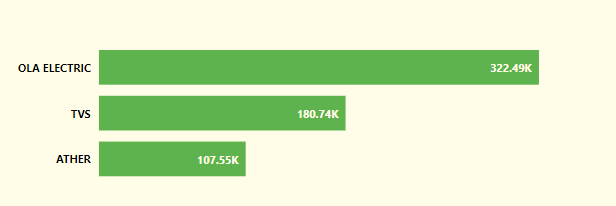 OLA ELECTRIC 322.49K
TVS 180.74K
ATHER 107.55K